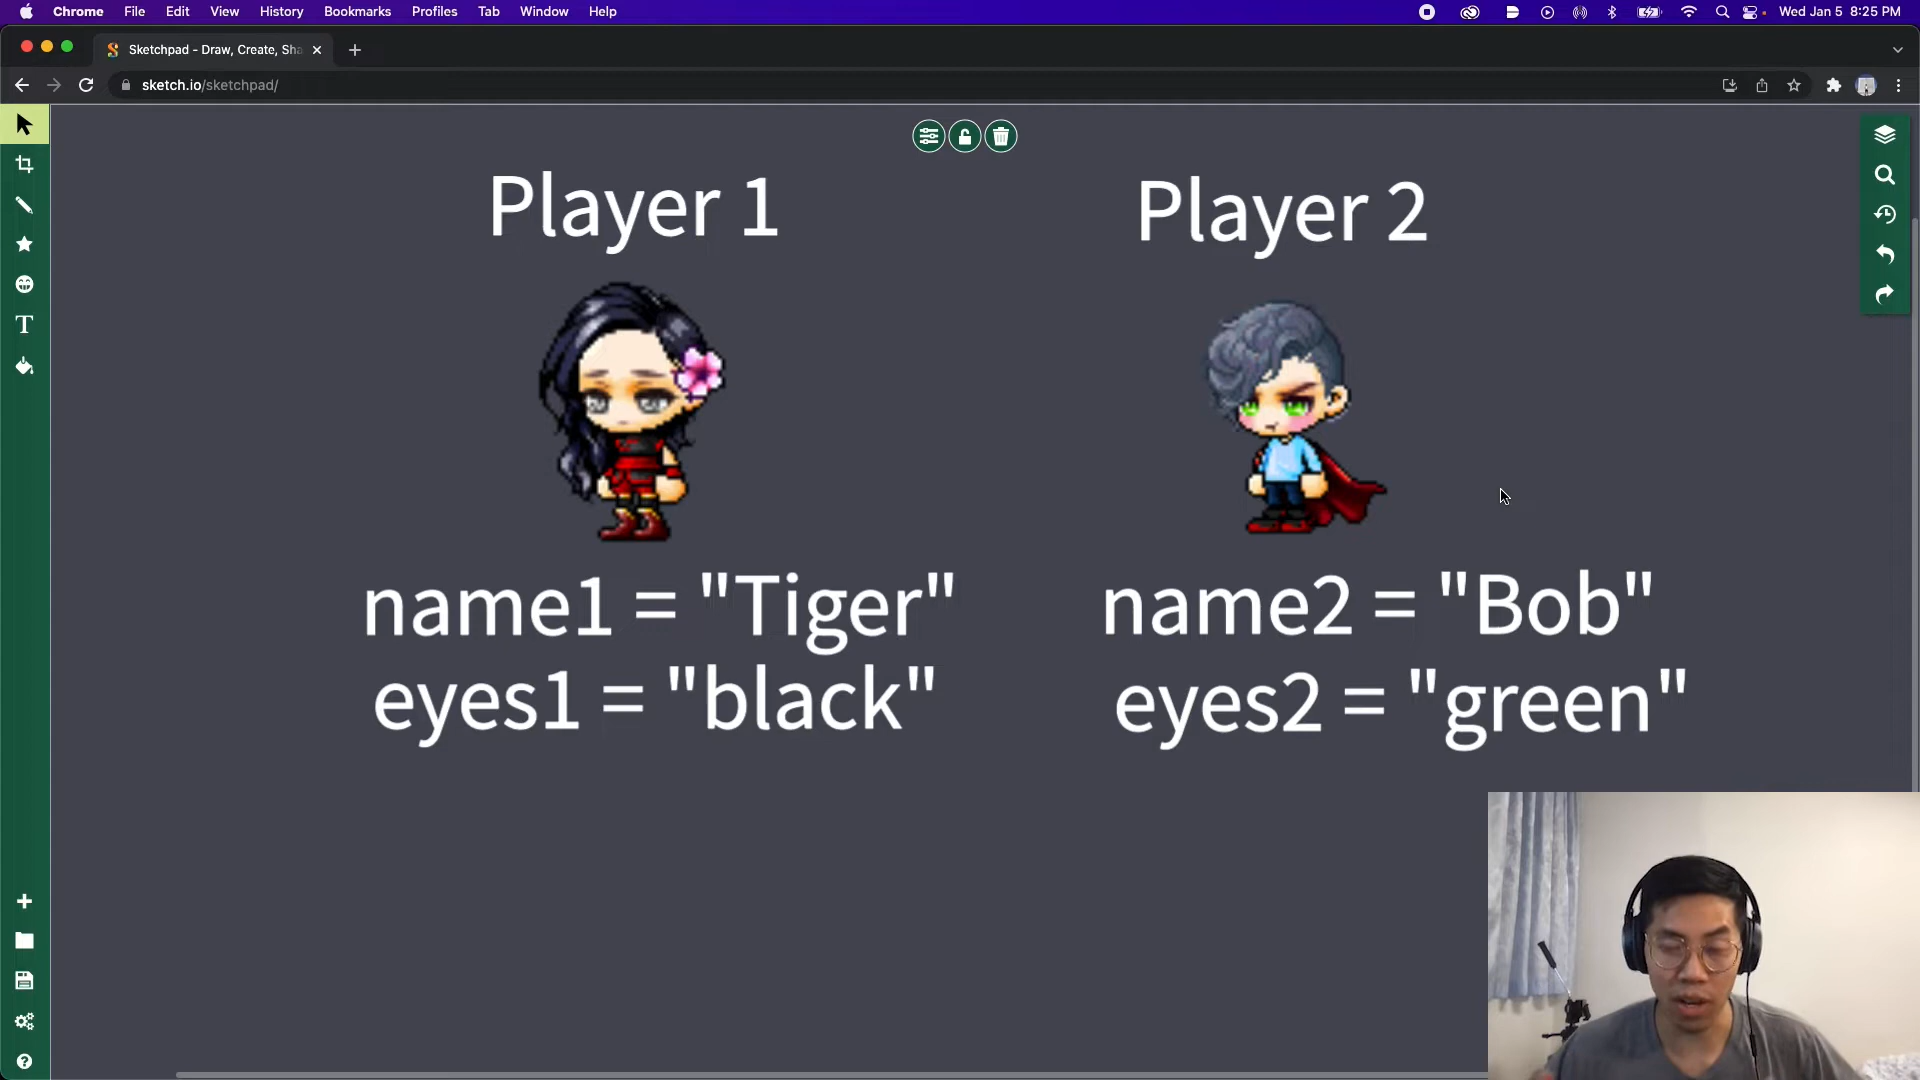 Chrome File Edit View History Bookmarks Profiles Tab Window Help
Wed Jan 5 8:25 PM
Sketchpad - Draw, Create, Sha
sketch.io/sketchpad/
T
Player 1
Player 2
name1 = "Tiger"
name2 = "Bob"
eyes1 = "black"
eyes2 = "green"